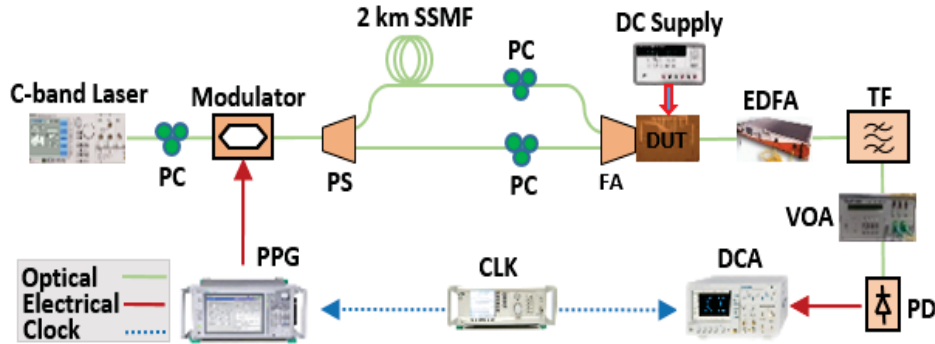 2 km SSMF
DC Supply
PC
C-band Laser
Modulator
EDFA
TF
DUT
PC
PS
PC
FA
VOA
PPG
CLK
DCA
PD
Optical
Electrical
Clock